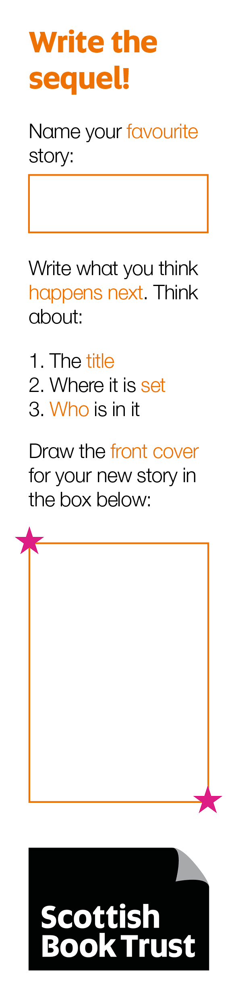 Write the
sequel!
Name your favourite
story:
Write what you think
happens next. Think
about:
1. The title
2. Where it is set
3. Who is in it
Draw the front cover
for your new story in
the box below:
Scottish
Book Trust